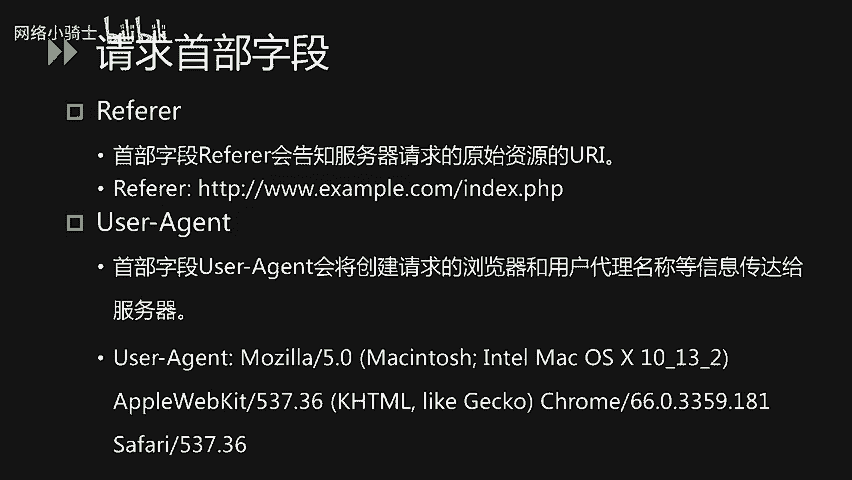 网络小骑士
请求首部字段
Referer
• 首部字段Referer会告知服务器请求的原始资源的URI。
• Referer: http://www.example.com/index.php
User-Agent
• 首部字段User-Agent会将创建请求的浏览器和用户代理名称等信息传达给
服务器。
• User-Agent: Mozilla/5.0 (Macintosh; Intel Mac OS X 10_13_2)
AppleWebKit/537.36 (KHTML, like Gecko) Chrome/66.0.3359.181
Safari/537.36